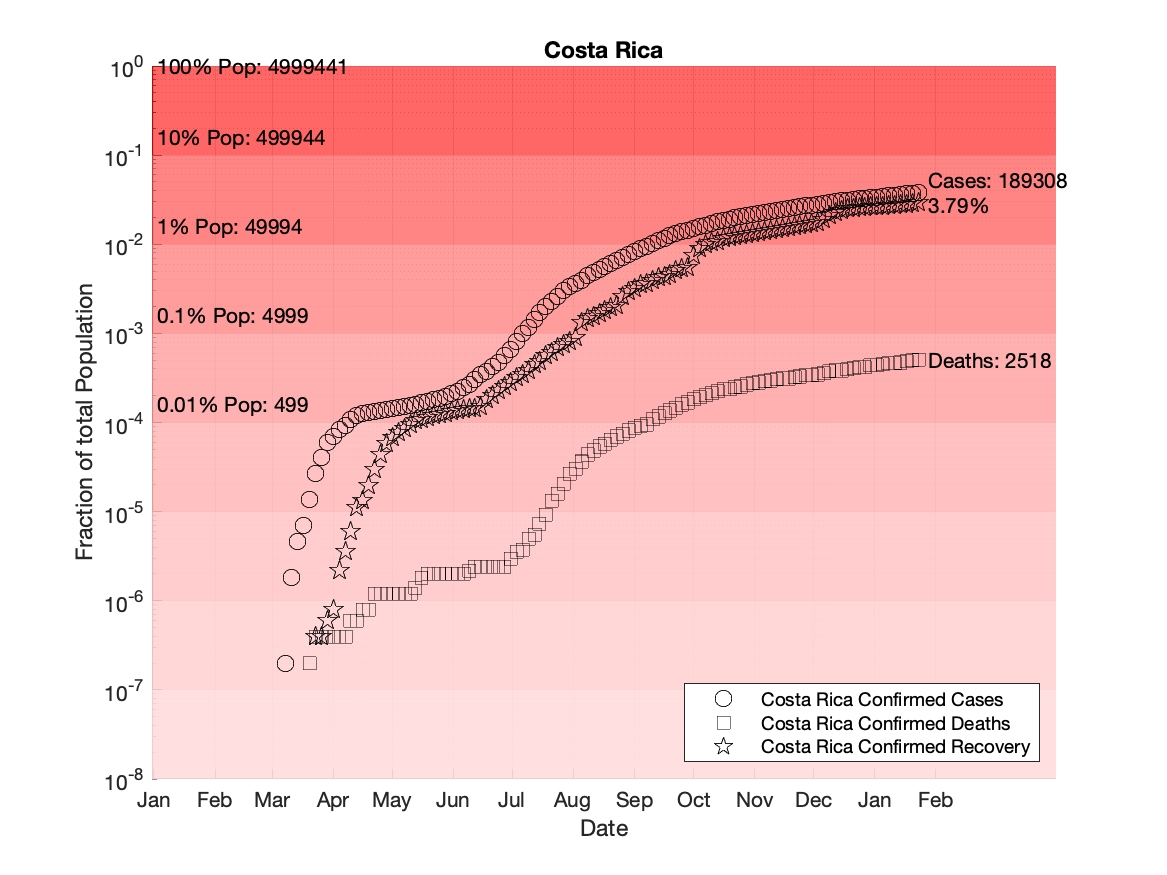 Costa Rica
10^0
100% Pop: 4999441
10% Pop: 499944
10^-1
1% Pop: 49994
10^-2
0.1% Pop: 4999
10^-3
0.01% Pop: 499
10^-4
10^-5
10^-6
10^-7
10^-8
Fraction of total Population
Cases: 189308
3.79%
Deaths: 2518
Costa Rica Confirmed Cases
Costa Rica Confirmed Deaths
Costa Rica Confirmed Recovery
Jan Feb Mar Apr May Jun Jul Aug Sep Oct Nov Dec Jan Feb
Date